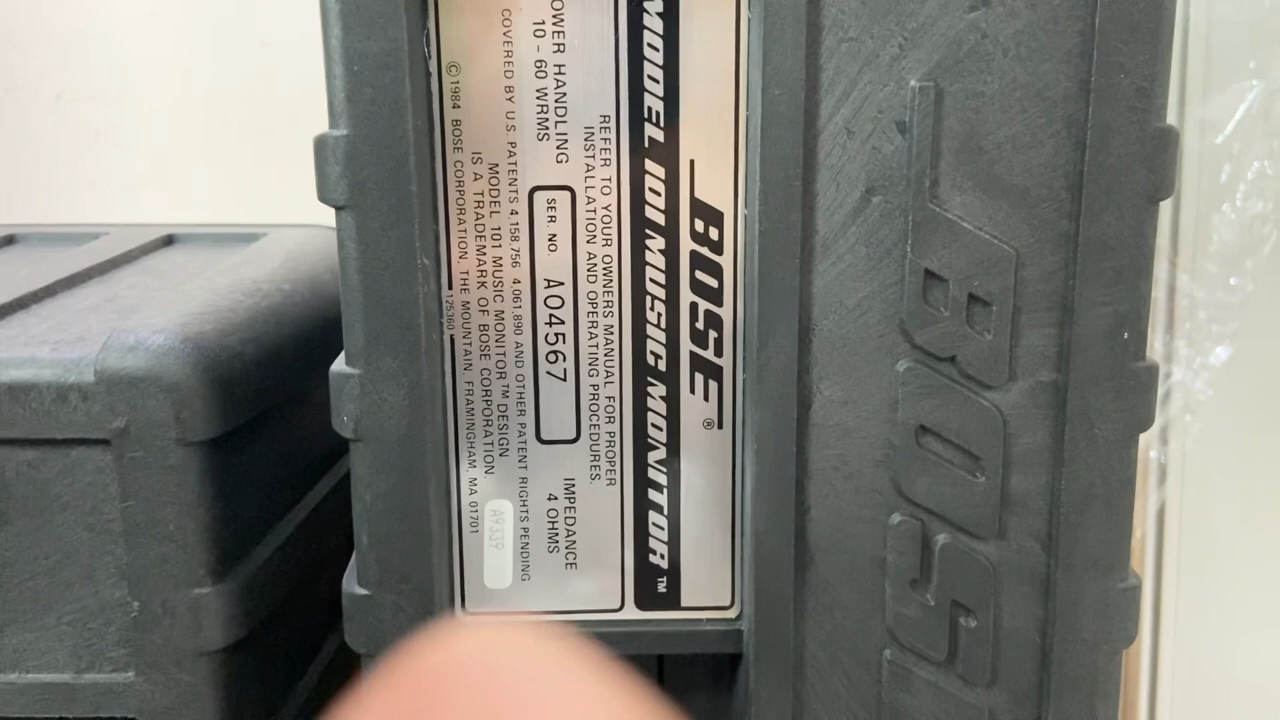 BOSE®
MODEL 101 MUSIC MONITOR™
REFER TO YOUR OWNERS MANUAL FOR PROPER
INSTALLATION AND OPERATING PROCEDURES.
OWER HANDLING
10 - 60 WRMS
SER. NO. A04567
IMPEDANCE
4 OHMS
COVERED BY U.S. PATENTS 4,158,756 4,061,890 AND OTHER PATENT RIGHTS PENDING
MODEL 101 MUSIC MONITOR™ DESIGN
IS A TRADEMARK OF BOSE CORPORATION.
A9339
©1984 BOSE CORPORATION, THE MOUNTAIN, FRAMINGHAM, MA 01701
125360
BOS